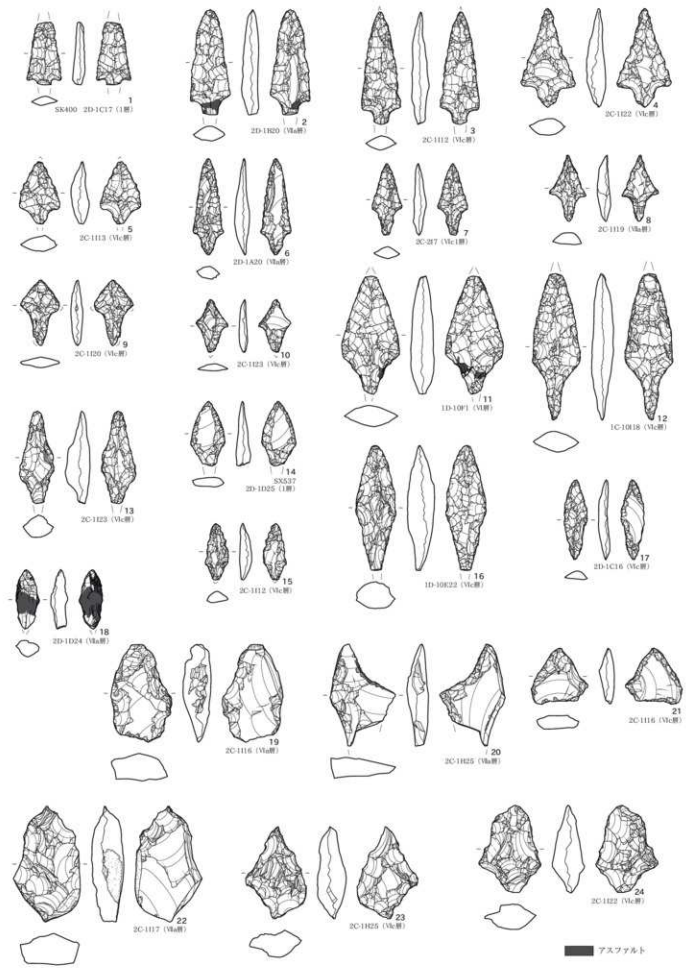 1
SK400 2D-1C17 (1層)
2
2D-1B20 (Ⅶa層)
3
2C-1I12 (Ⅵc層)
4
2C-1I22 (Ⅵc層)
5
2C-1I13 (Ⅵc層)
6
2D-1A20 (Ⅶa層)
7
2C-2I7 (Ⅵc1層)
8
2C-1I19 (Ⅶa層)
9
2C-1I20 (Ⅵc層)
10
2C-1I23 (Ⅵc層)
11
1D-10F1 (Ⅵ層)
12
1C-10I18 (Ⅵc層)
13
2C-1I23 (Ⅵc層)
14
SX537
2D-1D25 (1層)
15
2C-1I12 (Ⅵc層)
16
1D-10E22 (Ⅵc層)
17
2D-1C16 (Ⅵc層)
18
2D-1D24 (Ⅶa層)
19
2C-1I16 (Ⅶa層)
20
2C-1H25 (Ⅶa層)
21
2C-1I16 (Ⅵc層)
22
2C-1I17 (Ⅶa層)
23
2C-1H25 (Ⅵc層)
24
2C-1I22 (Ⅵc層)
アスファルト